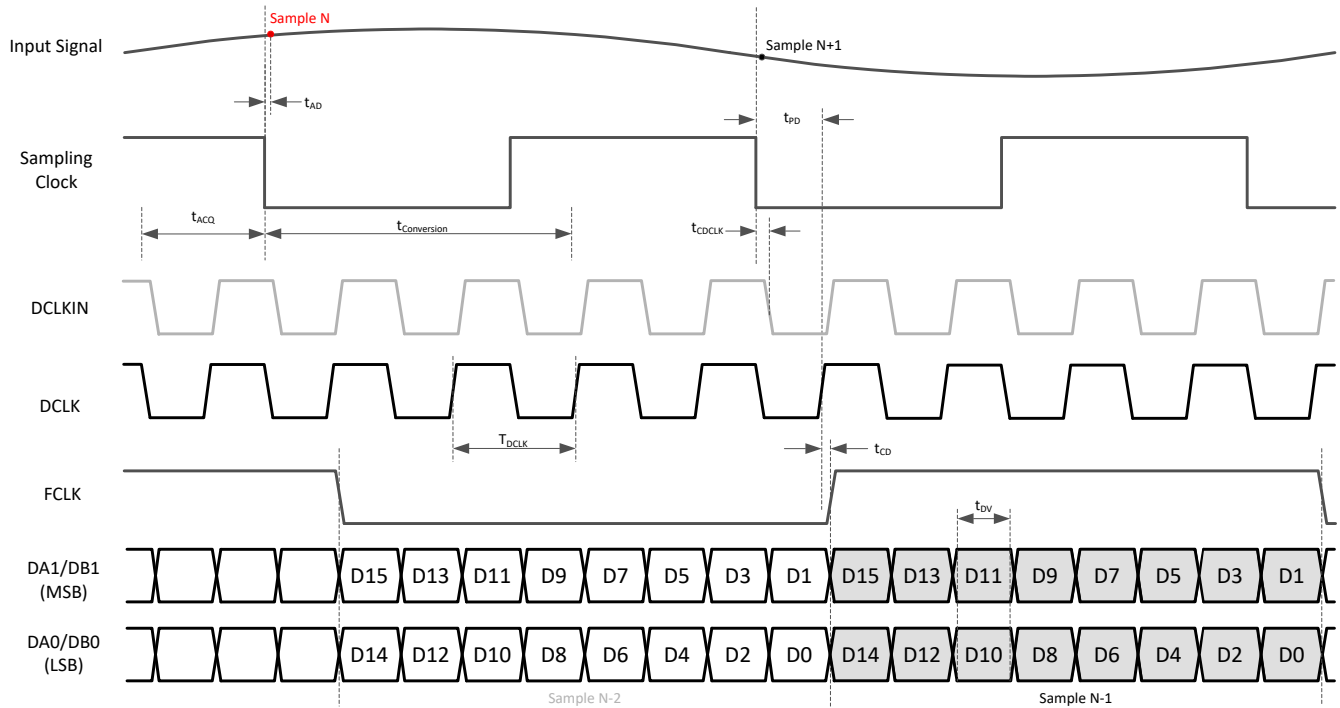 Sample N
Input Signal
Sample N+1
tAD
tPD
Sampling
Clock
tACQ
tConversion
tCDCLK
DCLKIN
DCLK
TDCLK
tCD
FCLK
tDV
DA1/DB1
(MSB)
D15 D13 D11 D9 D7 D5 D3 D1 D15 D13 D11 D9 D7 D5 D3 D1
DA0/DB0
(LSB)
D14 D12 D10 D8 D6 D4 D2 D0 D14 D12 D10 D8 D6 D4 D2 D0
Sample N-2
Sample N-1